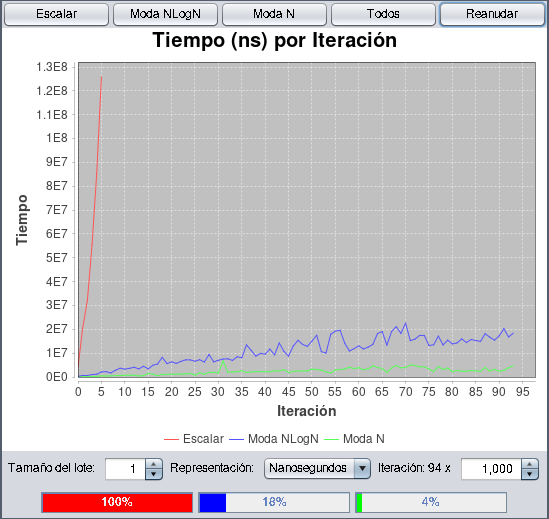 Escalar Moda NLogN Moda N Todos Reanudar
Tiempo (ns) por Iteración
1.3E8
1.2E8
1.1E8
1E8
9E7
8E7
7E7
6E7
5E7
4E7
3E7
2E7
1E7
0E0
Tiempo
0 5 10 15 20 25 30 35 40 45 50 55 60 65 70 75 80 85 90 95
Iteración
Escalar Moda NLogN Moda N
Tamaño del lote: 1 Representación: Nanosegundos Iteración: 94 x 1,000
100% 18% 4%